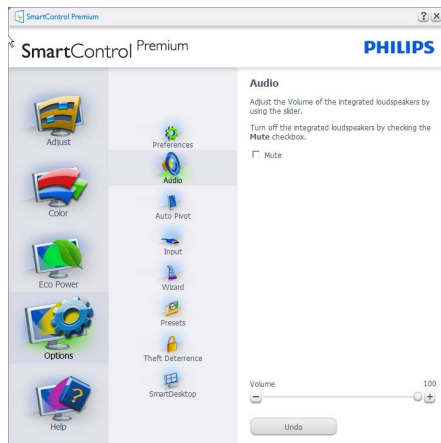 SmartControl Premium
SmartControl Premium
PHILIPS
Adjust
Color
Eco Power
Options
Help
Preferences
Audio
Auto Pivot
Input
Wizard
Presets
Theft Deterrence
SmartDesktop
Audio
Adjust the Volume of the integrated loudspeakers by
using the slider.
Turn off the integrated loudspeakers by checking the
Mute checkbox.
Mute
Volume 100
Undo